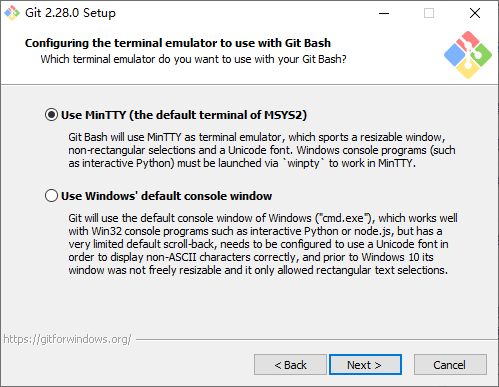 Git 2.28.0 Setup
Configuring the terminal emulator to use with Git Bash
Which terminal emulator do you want to use with your Git Bash?
Use MinTTY (the default terminal of MSYS2)
Git Bash will use MinTTY as terminal emulator, which sports a resizable window,
non-rectangular selections and a Unicode font. Windows console programs (such
as interactive Python) must be launched via `winpty` to work in MinTTY.
Use Windows' default console window
Git will use the default console window of Windows ("cmd.exe"), which works well
with Win32 console programs such as interactive Python or node.js, but has a
very limited default scroll-back, needs to be configured to use a Unicode font in
order to display non-ASCII characters correctly, and prior to Windows 10 its
window was not freely resizable and it only allowed rectangular text selections.
https://gitforwindows.org/
< Back
Next >
Cancel